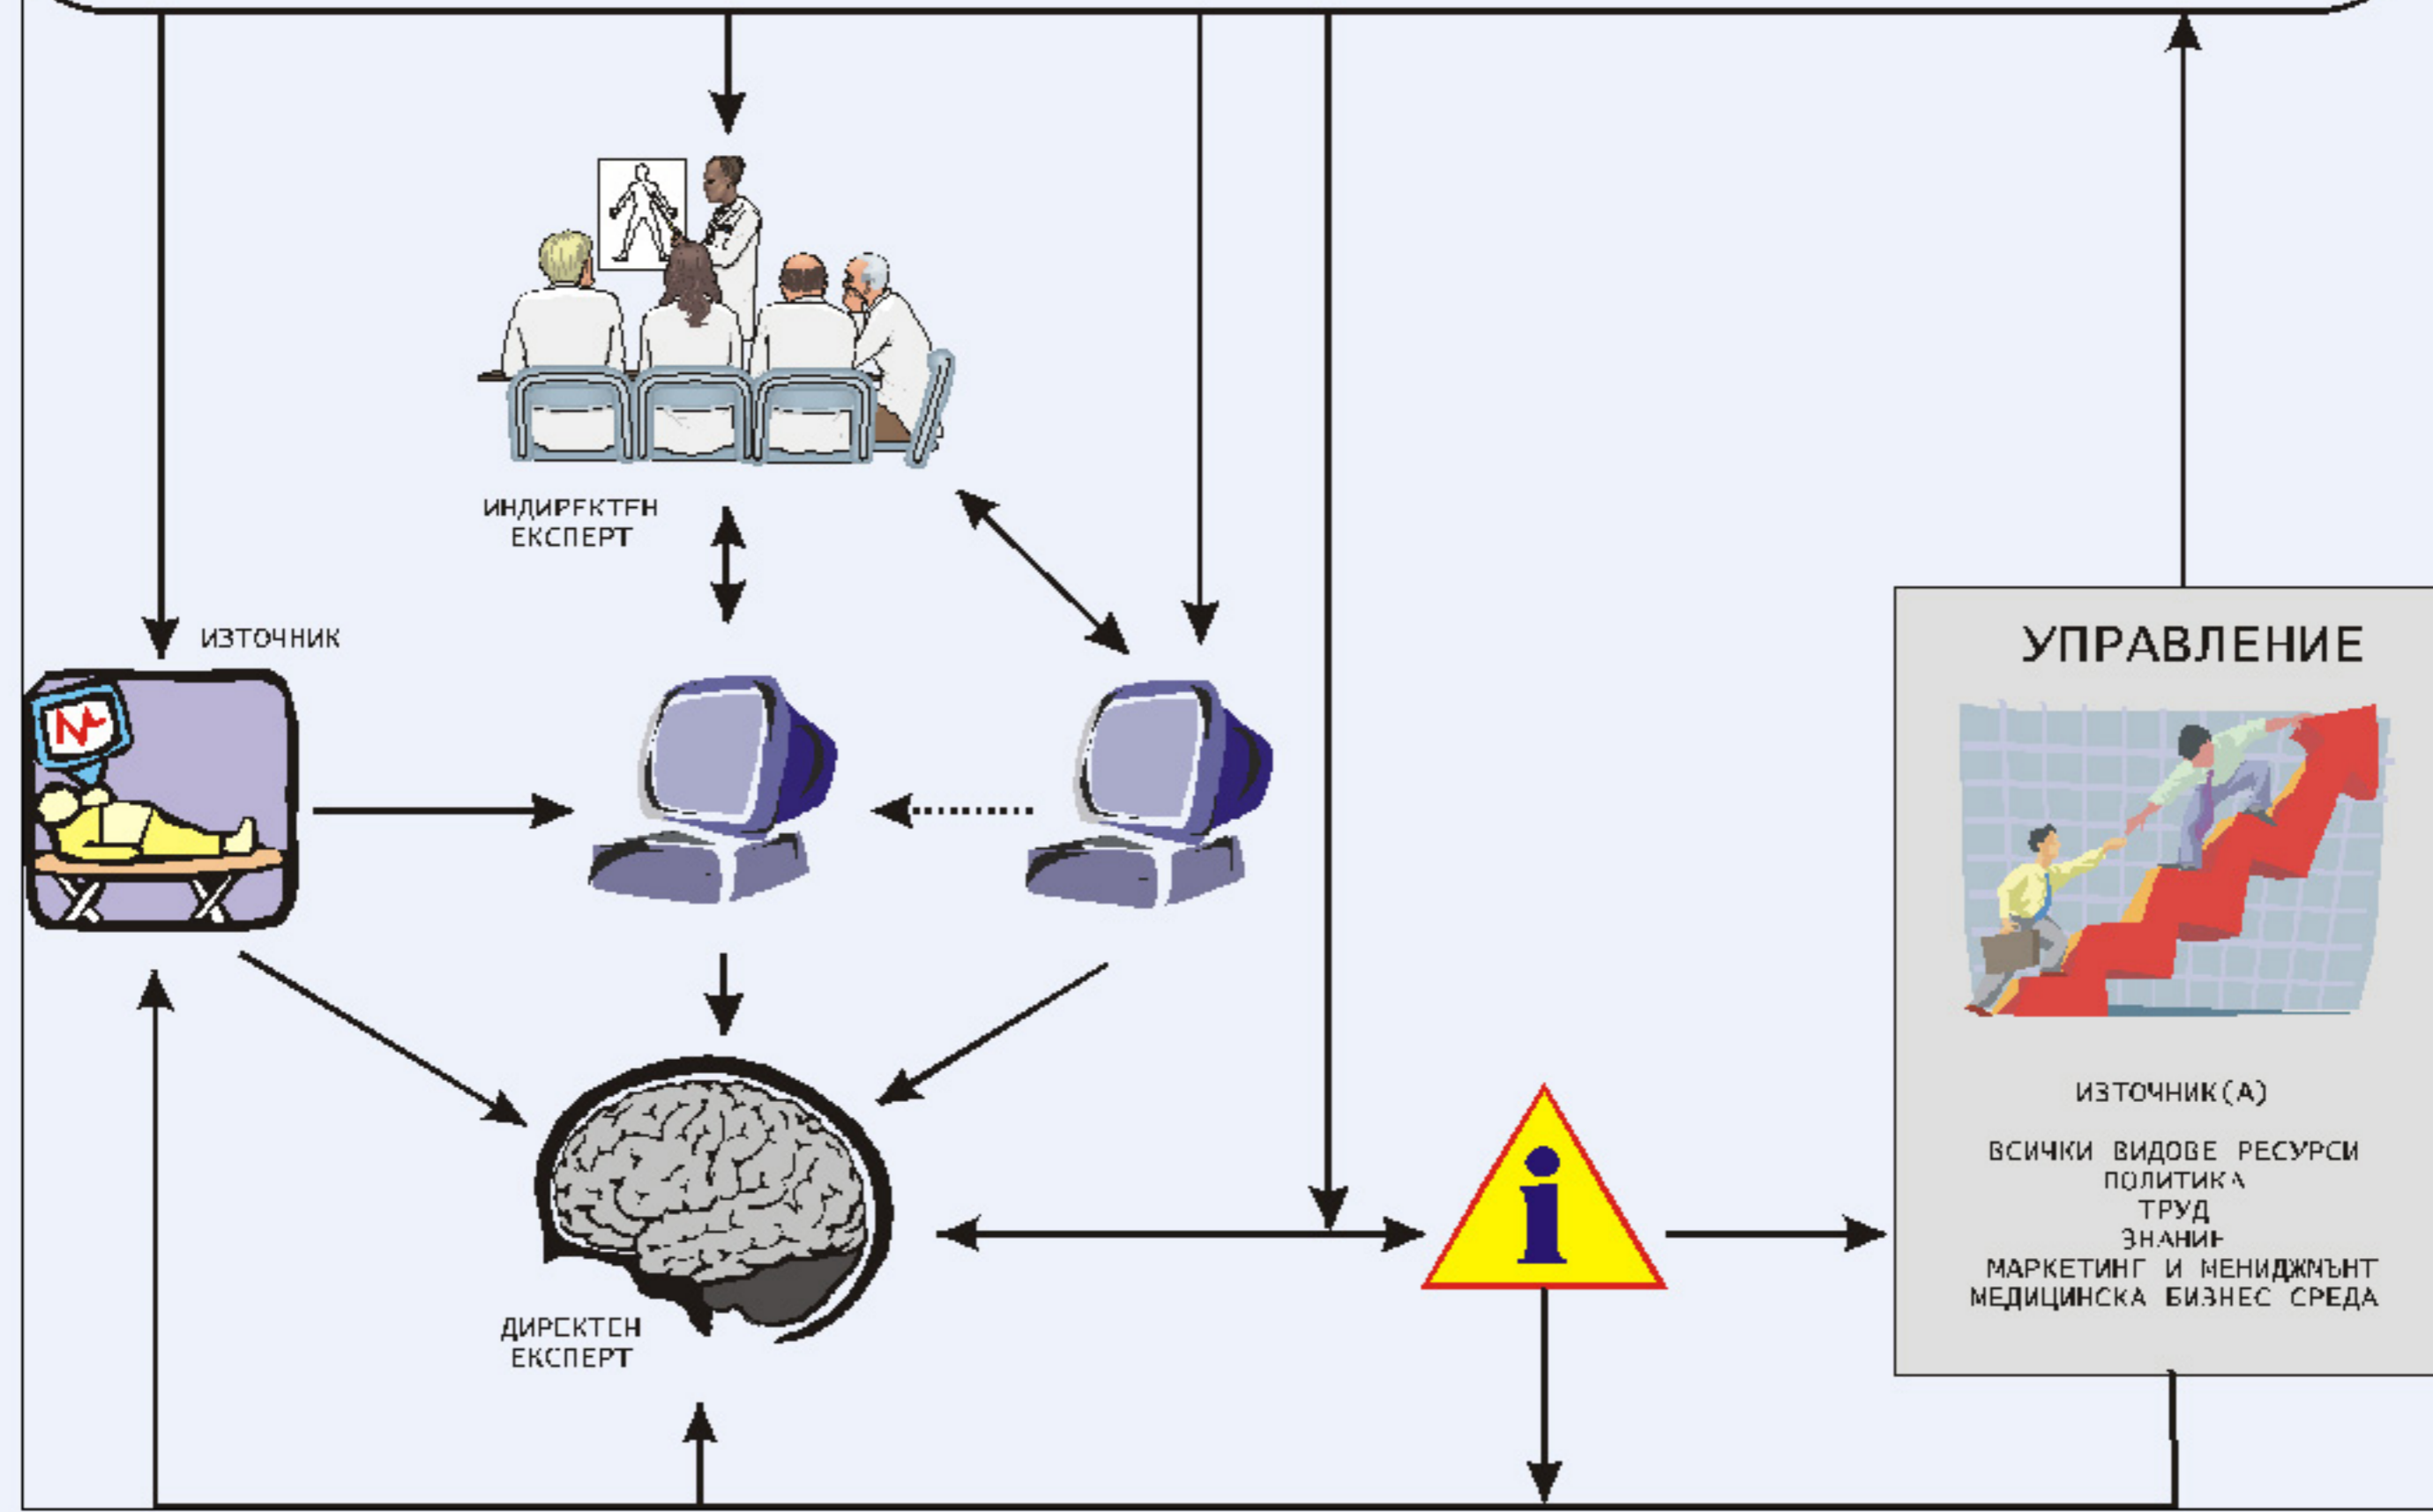 ИНДИРЕКТЕН
ЕКСПЕРТ
ИЗТОЧНИК
УПРАВЛЕНИЕ
ИЗТОЧНИК(А)
ВСИЧКИ ВИДОВЕ РЕСУРСИ
ПОЛИТИКА
ТРУД
ЗНАНИЕ
МАРКЕТИНГ И МЕНИДЖМЪНТ
МЕДИЦИНСКА БИЗНЕС СРЕДА
i
ДИРЕКТЕН
ЕКСПЕРТ